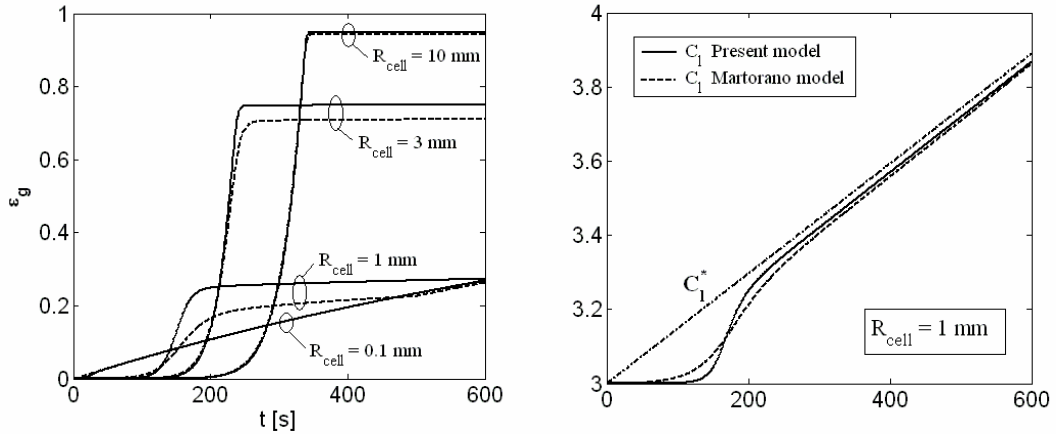 1
0.8
0.6
0.4
0.2
0
ε_g
R_cell = 10 mm
R_cell = 3 mm
R_cell = 1 mm
R_cell = 0.1 mm
0 200 400 600
t [s]
4
3.8
3.6
3.4
3.2
3
C_l Present model
C_l Martorano model
C_l^*
R_cell = 1 mm
0 200 400 600